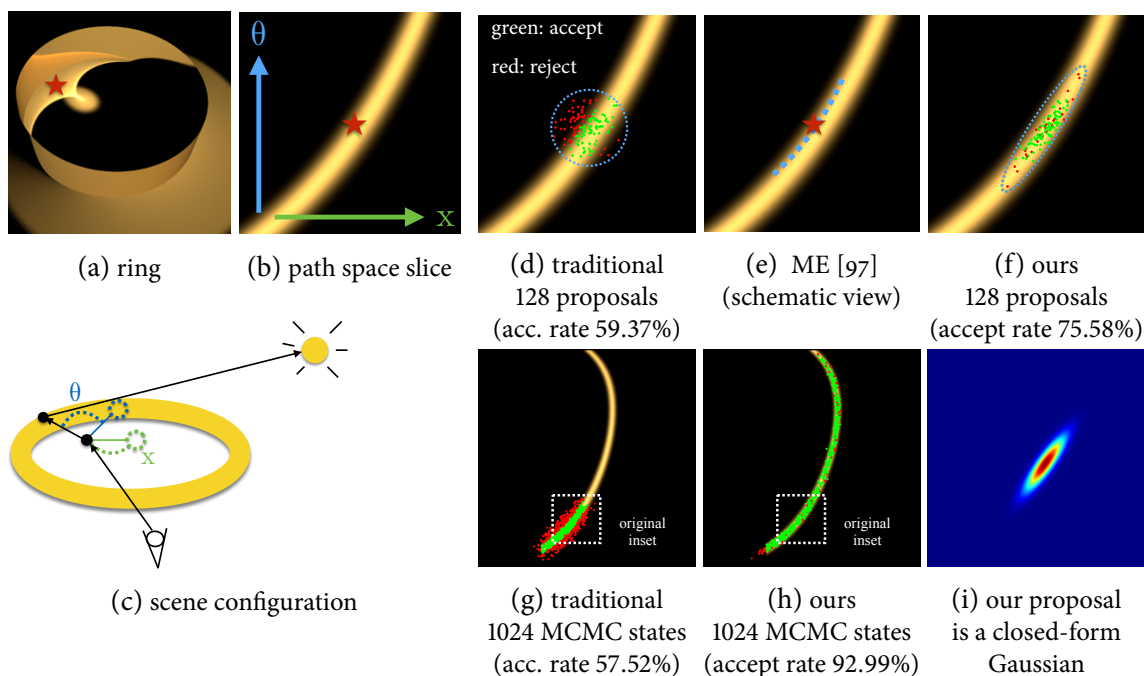 θ
x
(a) ring
(b) path space slice
green: accept
red: reject
(d) traditional
128 proposals
(acc. rate 59.37%)
(e) ME [97]
(schematic view)
(f) ours
128 proposals
(accept rate 75.58%)
θ
x
(c) scene configuration
original
inset
(g) traditional
1024 MCMC states
(acc. rate 57.52%)
original
inset
(h) ours
1024 MCMC states
(accept rate 92.99%)
(i) our proposal
is a closed-form
Gaussian